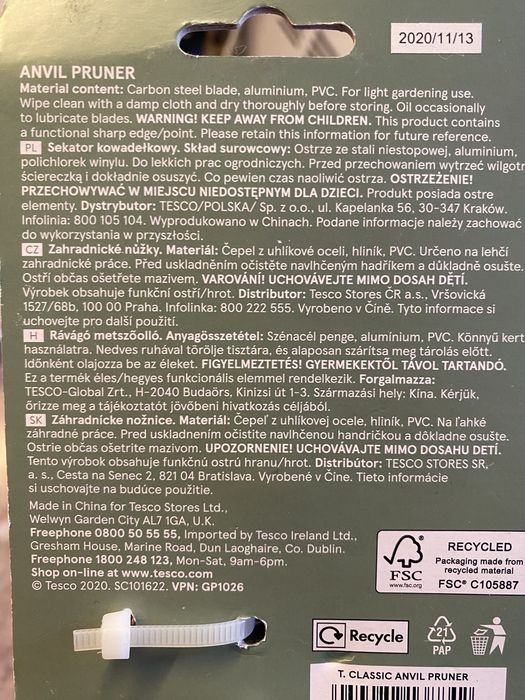 2020/11/13
ANVIL PRUNER
Material content: Carbon steel blade, aluminium, PVC. For light gardening use.
Wipe clean with a damp cloth and dry thoroughly before storing. Oil occasionally
to lubricate blades. WARNING! KEEP AWAY FROM CHILDREN. This product contains
a functional sharp edge/point. Please retain this information for future reference.
PL Sekator kowadełkowy. Skład surowcowy: Ostrze ze stali niestopowej, aluminium,
polichlorek winylu. Do lekkich prac ogrodniczych. Przed przechowaniem wytrzeć wilgot
ściereczką i dokładnie osuszyć. Co pewien czas naoliwić ostrza. OSTRZEŻENIE!
PRZECHOWYWAĆ W MIEJSCU NIEDOSTĘPNYM DLA DZIECI. Produkt posiada ostre
elementy. Dystrybutor: TESCO/POLSKA/ Sp. z o.o., ul. Kapelanka 56, 30-347 Kraków.
Infolinia: 800 105 104. Wyprodukowano w Chinach. Podane informacje należy zachować
do wykorzystania w przyszłości.
CZ Zahradnické nůžky. Materiál: Čepel z uhlíkové oceli, hliník, PVC. Určeno na lehčí
zahradnické práce. Před uskladněním očistěte navlhčeným hadříkem a důkladně osušte.
Ostří občas ošetřete mazivem. VAROVÁNÍ! UCHOVÁVEJTE MIMO DOSAH DĚTÍ.
Výrobek obsahuje funkční ostří/hrot. Distributor: Tesco Stores ČR a.s., Vršovická
1527/68b, 100 00 Praha. Infolinka: 800 222 555. Vyrobeno v Číně. Tyto informace si
uchovejte pro další použití.
H Rávágó metszőolló. Anyagösszetétel: Szénacél penge, alumínium, PVC. Könnyű kert
használatra. Nedves ruhával törölje tisztára, és alaposan szárítsa meg tárolás előtt.
Időnként olajozza be az éleket. FIGYELMEZTETÉS! GYERMEKEKTŐL TÁVOL TARTANDÓ.
Ez a termék éles/hegyes funkcionális elemmel rendelkezik. Forgalmazza:
TESCO-Global Zrt., H-2040 Budaörs, Kinizsi út 1-3. Származási hely: Kína. Kérjük,
őrizze meg a tájékoztatót jövőbeni hivatkozás céljából.
SK Záhradnícke nožnice. Materiál: Čepeľ z uhlíkovej ocele, hliník, PVC. Na ľahké
záhradné práce. Pred uskladnením očistite navlhčenou handričkou a dôkladne osušte.
Ostrie občas ošetrite mazivom. UPOZORNENIE! UCHOVÁVAJTE MIMO DOSAHU DETÍ.
Tento výrobok obsahuje funkčnú ostrú hranu/hrot. Distribútor: TESCO STORES SR,
a. s., Cesta na Senec 2, 821 04 Bratislava. Vyrobené v Číne. Tieto informácie
si uschovajte na budúce použitie.
Made in China for Tesco Stores Ltd.,
Welwyn Garden City AL7 1GA, U.K.
Freephone 0800 50 55 55, Imported by Tesco Ireland Ltd.,
Gresham House, Marine Road, Dun Laoghaire, Co. Dublin.
Freephone 1800 248 123, Mon-Sat, 9am-6pm.
Shop on-line at www.tesco.com
© Tesco 2020. SC101622. VPN: GP1026
FSC
www.fsc.org
RECYCLED
Packaging made from
recycled material
FSC® C105887
Recycle
21
PAP
T. CLASSIC ANVIL PRUNER